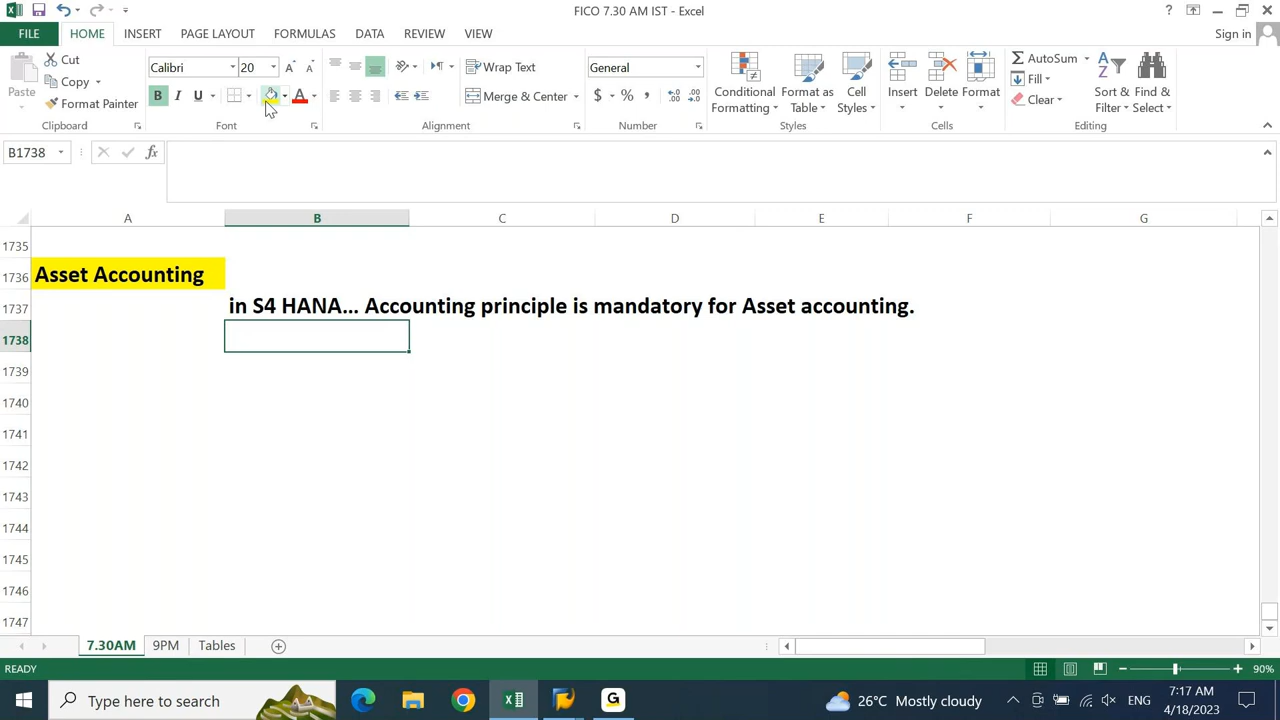 FICO 7.30 AM IST - Excel
?
FILE
HOME
INSERT
PAGE LAYOUT
FORMULAS
DATA
REVIEW
VIEW
Sign in
Paste
Cut
Copy
Format Painter
Clipboard
Calibri
20
B I U
Font
Wrap Text
Merge & Center
Alignment
General
$ % ,
Number
Conditional Formatting
Format as Table
Cell Styles
Styles
Insert
Delete
Format
Cells
AutoSum
Fill
Clear
Sort & Filter
Find & Select
Editing
B1738
fx
A B C D E F G
1735
1736 Asset Accounting
1737 in S4 HANA... Accounting principle is mandatory for Asset accounting.
1738
1739
1740
1741
1742
1743
1744
1745
1746
1747
7.30AM 9PM Tables
READY
90%
Type here to search
26°C Mostly cloudy
ENG
7:17 AM
4/18/2023